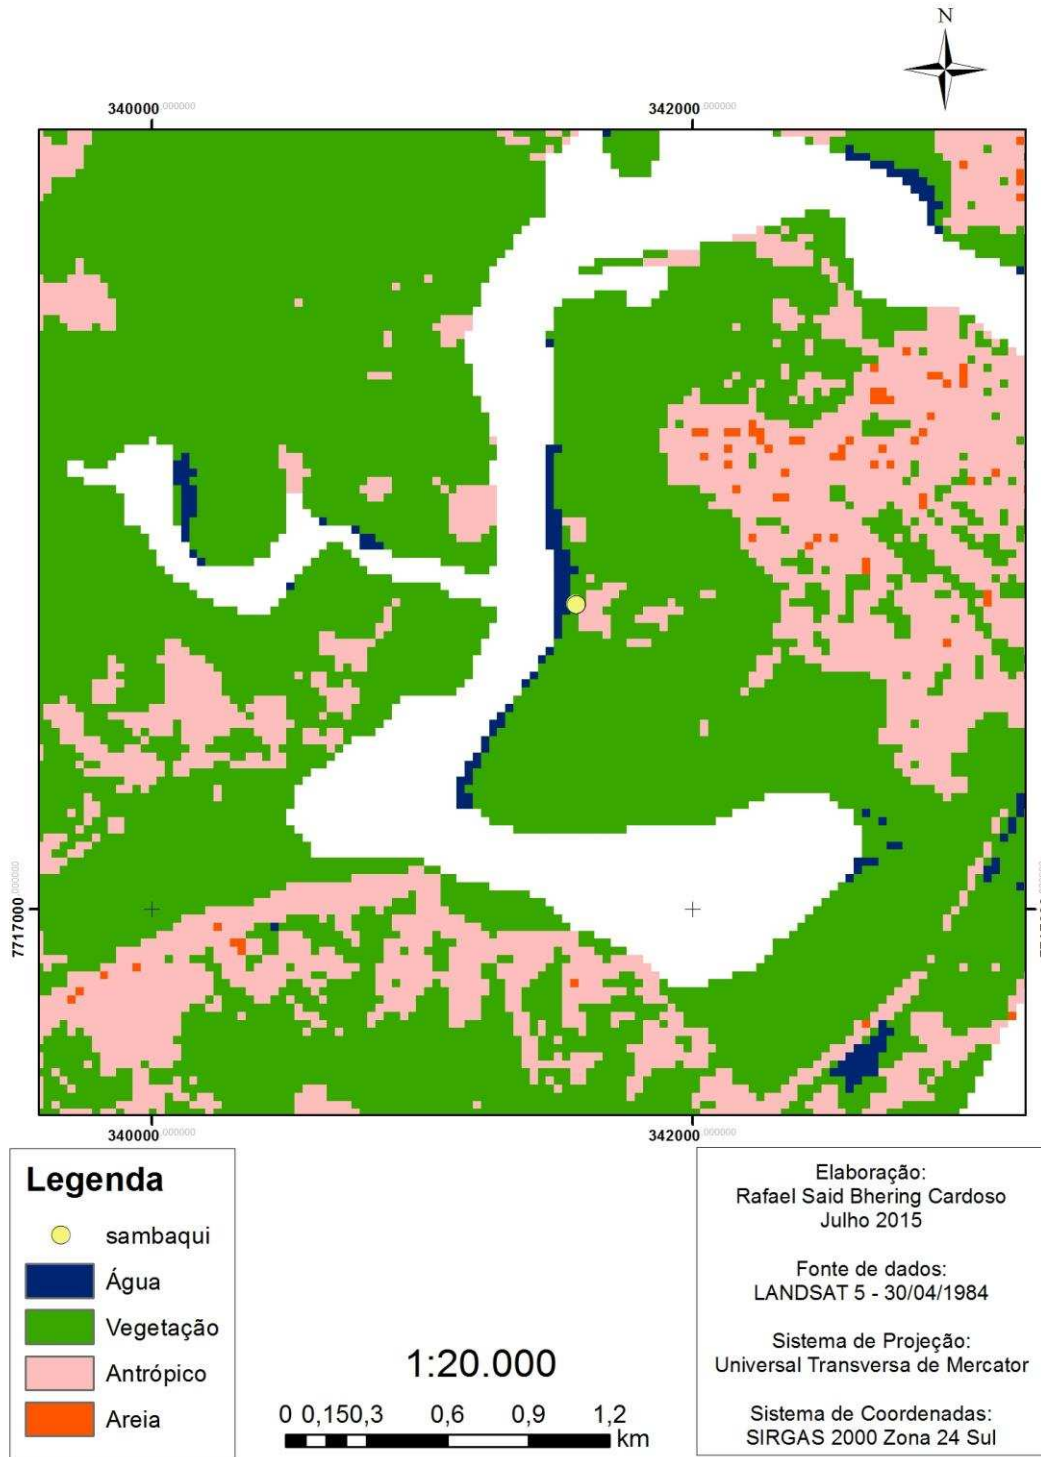 N
340000,000000
342000,000000
7717000,000000
340000,000000
342000,000000
Legenda
sambaqui
Água
Vegetação
Antrópico
Areia
1:20.000
0 0,150,3 0,6 0,9 1,2
km
Elaboração:
Rafael Said Bhering Cardoso
Julho 2015
Fonte de dados:
LANDSAT 5 - 30/04/1984
Sistema de Projeção:
Universal Transversa de Mercator
Sistema de Coordenadas:
SIRGAS 2000 Zona 24 Sul